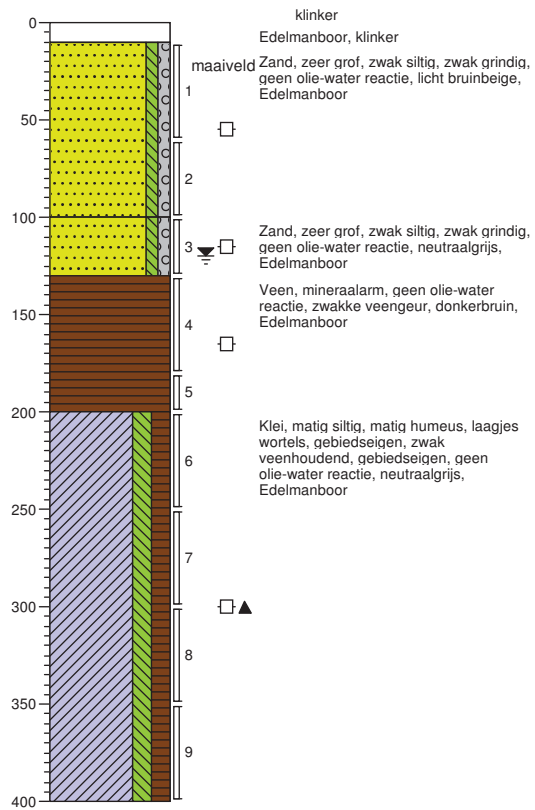 klinker
0
Edelmanboor, klinker
maaiveld
Zand, zeer grof, zwak siltig, zwak grindig,
geen olie-water reactie, licht bruinbeige,
Edelmanboor
1
50
2
100
Zand, zeer grof, zwak siltig, zwak grindig,
geen olie-water reactie, neutraalgrijs,
Edelmanboor
3
Veen, mineraalarm, geen olie-water
reactie, zwakke veengeur, donkerbruin,
Edelmanboor
150
4
5
200
Klei, matig siltig, matig humeus, laagjes
wortels, gebiedseigen, zwak
veenhoudend, gebiedseigen, geen
olie-water reactie, neutraalgrijs,
Edelmanboor
6
250
7
300
8
350
9
400